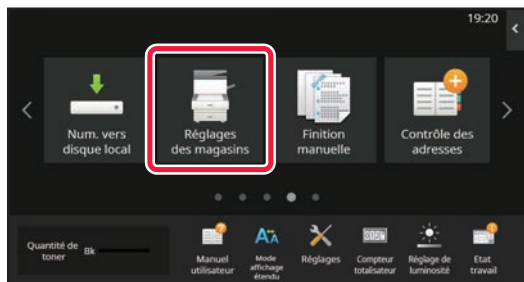 19:20
Num. vers
disque local
Réglages
des magasins
Finition
manuelle
Contrôle des
adresses
Quantité de
toner
Bk
Manuel
utilisateur
Mode
affichage
étendu
Réglages
Compteur
totalisateur
Réglage de
luminosité
Etat
travail